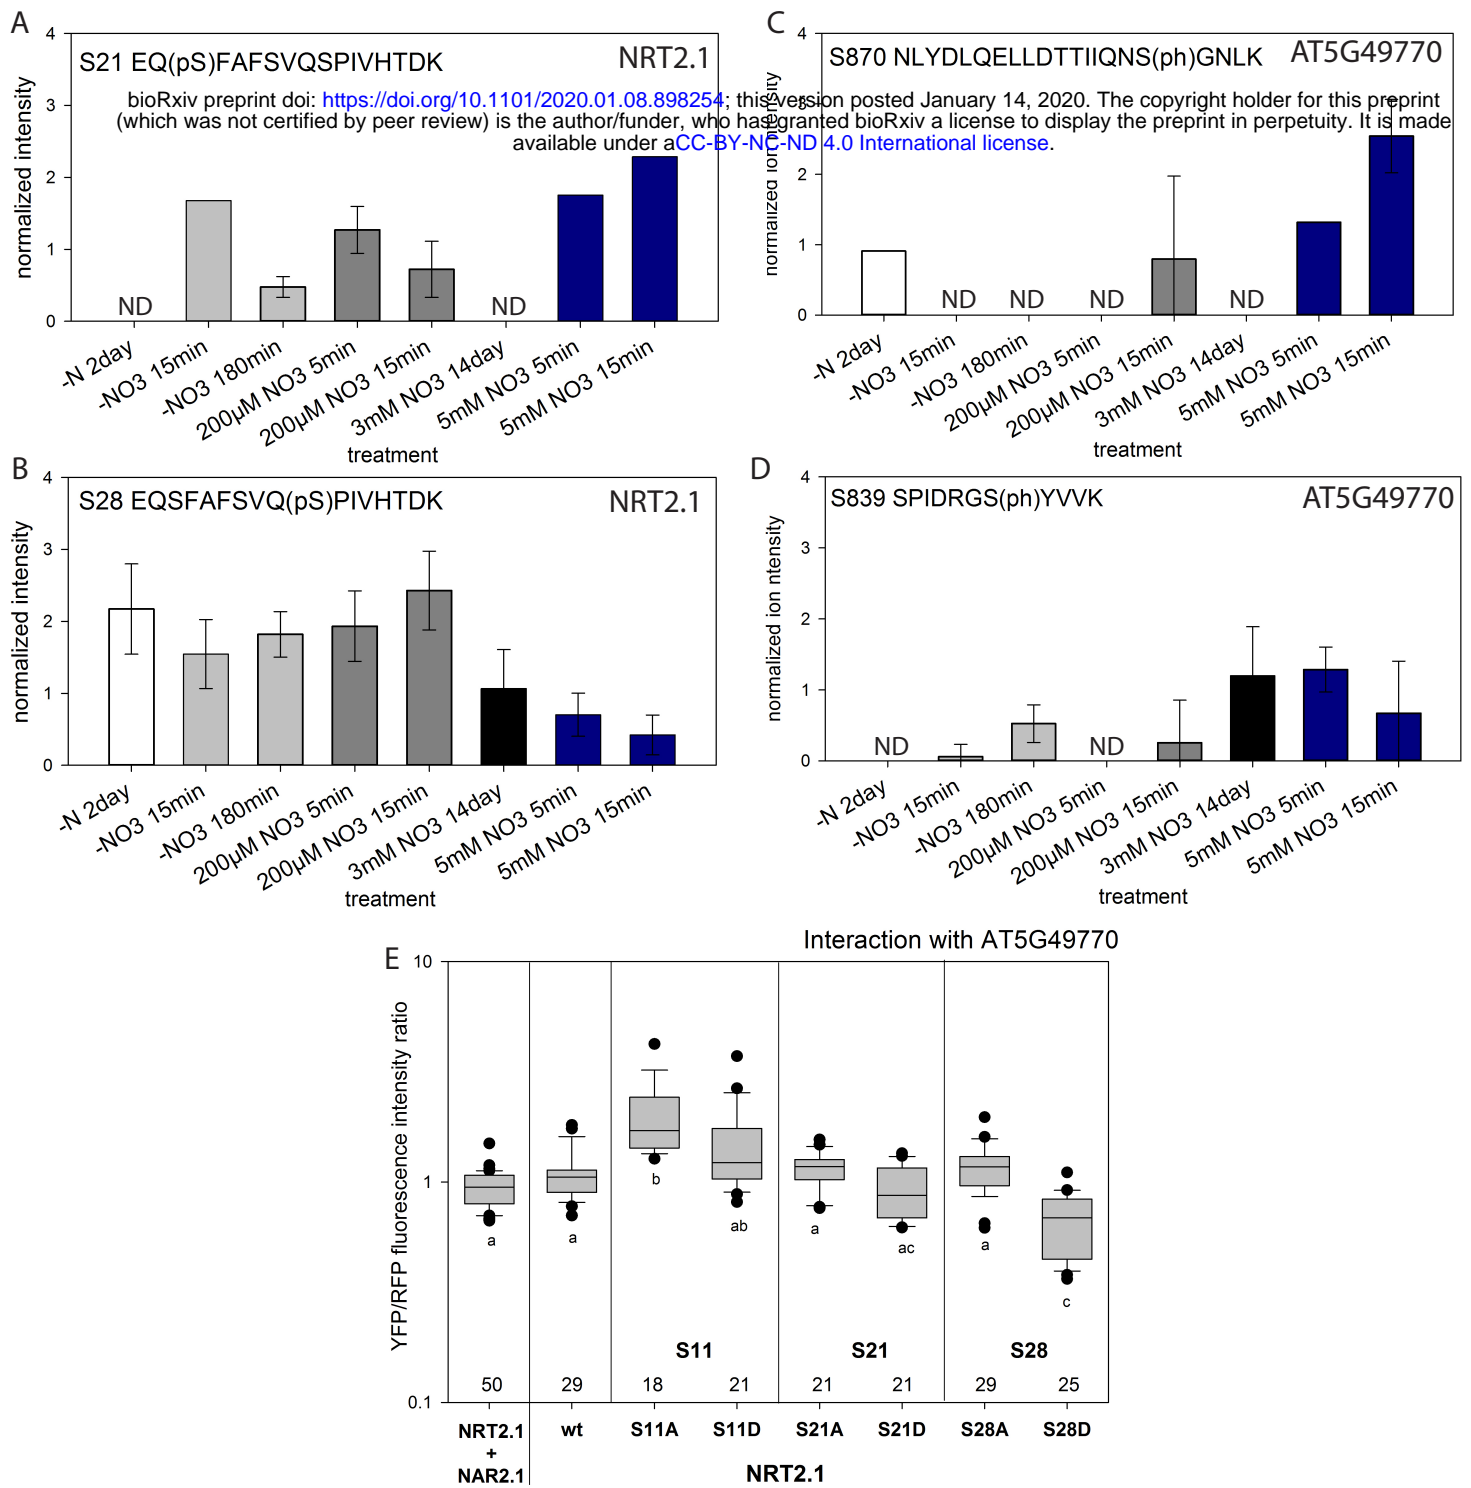 A
C
4
S21 EQ(pS)FAFSVQSPIVHTDK
NRT2.1
4
S870 NLYDLQELLDTTIIQNS(ph)GNLK
AT5G49770
bioRxiv preprint doi: https://doi.org/10.1101/2020.01.08.898254; this version posted January 14, 2020. The copyright holder for this preprint
(which was not certified by peer review) is the author/funder, who has granted bioRxiv a license to display the preprint in perpetuity. It is made
available under aCC-BY-NC-ND 4.0 International license.
normalized intensity
3
2
1
0
ND
ND
-N 2day
-NO3 15min
-NO3 180min
200µM NO3 5min
200µM NO3 15min
3mM NO3 14day
5mM NO3 5min
5mM NO3 15min
treatment
normalized ion intensity
3
2
1
0
ND
ND
ND
ND
-N 2day
-NO3 15min
-NO3 180min
200µM NO3 5min
200µM NO3 15min
3mM NO3 14day
5mM NO3 5min
5mM NO3 15min
treatment
B
S28 EQSFAFSVQ(pS)PIVHTDK
NRT2.1
normalized intensity
4
3
2
1
0
-N 2day
-NO3 15min
-NO3 180min
200µM NO3 5min
200µM NO3 15min
3mM NO3 14day
5mM NO3 5min
5mM NO3 15min
treatment
D
S839 SPIDRGS(ph)YVVK
AT5G49770
normalized ion ntensity
4
3
2
1
0
ND
ND
-N 2day
-NO3 15min
-NO3 180min
200µM NO3 5min
200µM NO3 15min
3mM NO3 14day
5mM NO3 5min
5mM NO3 15min
treatment
E
Interaction with AT5G49770
YFP/RFP fluorescence intensity ratio
10
1
0.1
a
a
b
ab
a
ac
a
c
S11
S21
S28
50
29
18
21
21
21
29
25
NRT2.1
+
NAR2.1
wt
S11A
S11D
S21A
S21D
S28A
S28D
NRT2.1